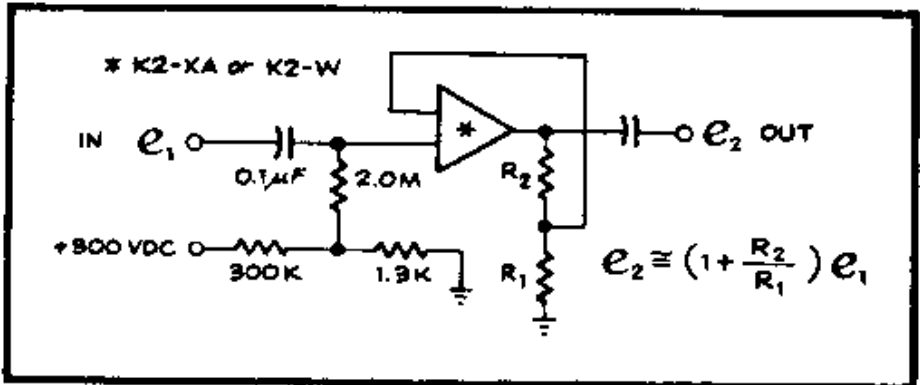 * K2-XA or K2-W
IN e₁
0.1μF
2.0M
*
R₂
e₂ OUT
+300 VDC
300K
1.3K
R₁
e₂ ≅ (1 + R₂/R₁) e₁